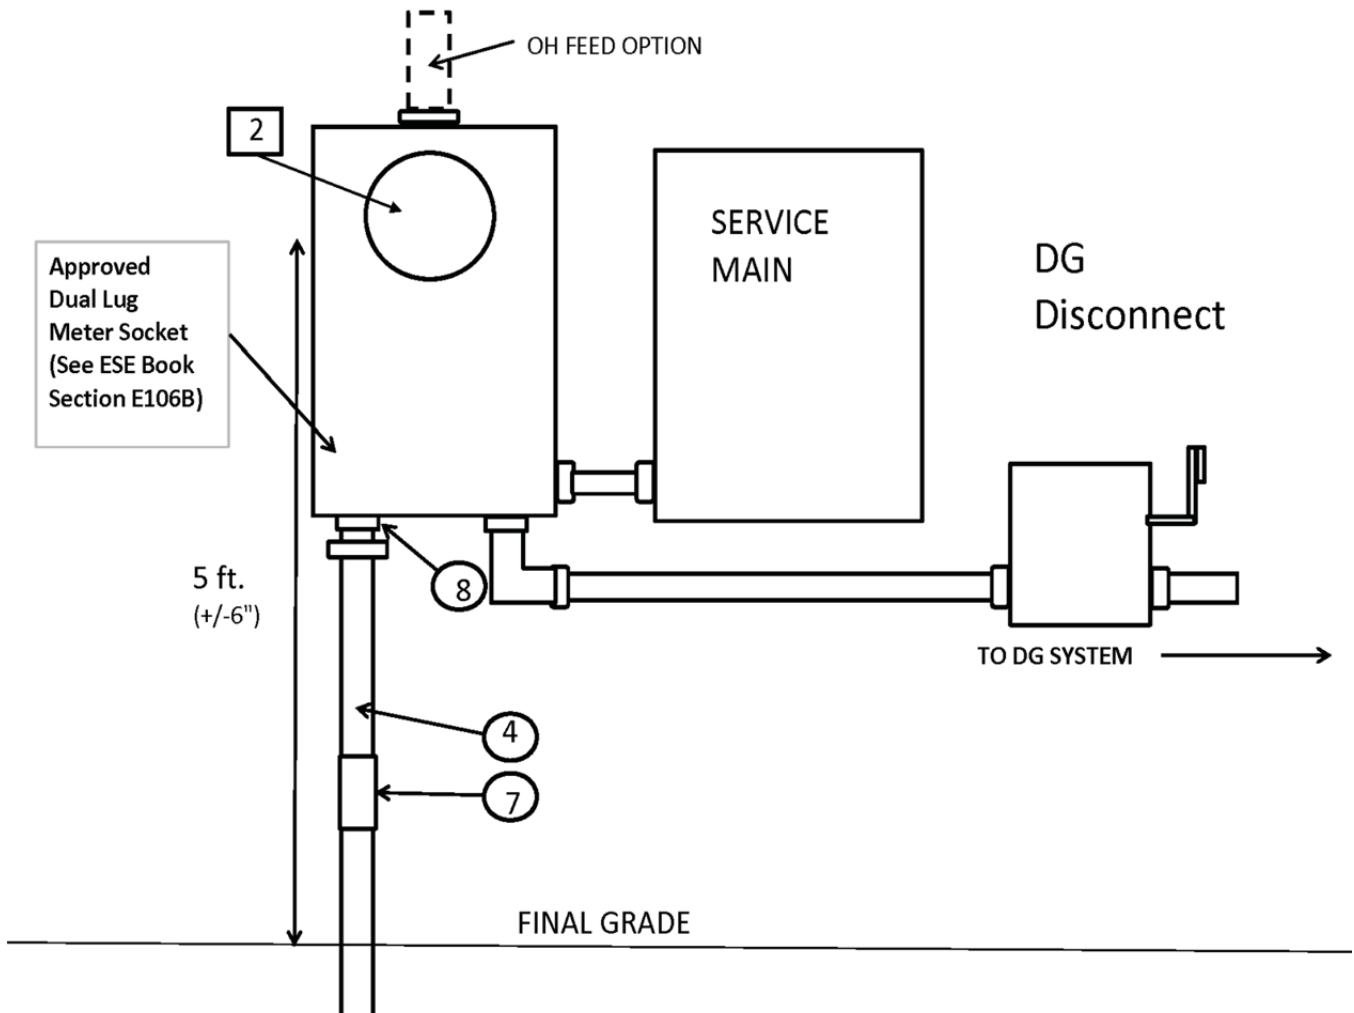 OH FEED OPTION
2
SERVICE
MAIN
DG
Disconnect
Approved
Dual Lug
Meter Socket
(See ESE Book
Section E106B)
5 ft.
(+/-6")
8
TO DG SYSTEM
4
7
FINAL GRADE